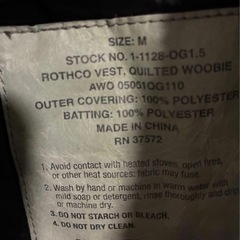 SIZE: M
STOCK NO. 1-1128-OG1.5
ROTHCO VEST, QUILTED WOOBIE
AWO 05061OG110
OUTER COVERING: 100% POLYESTER
BATTING: 100% POLYESTER
MADE IN CHINA
RN 37572
1. Avoid contact with heated stoves, open fires,
or other heat sources: fabric may fuse.
2. Wash by hand or machine in warm water with
mild soap or detergent, rinse thoroughly and drip
or machine dry.
3. DO NOT STARCH OR BLEACH.
4. DO NOT DRY CLEAN.